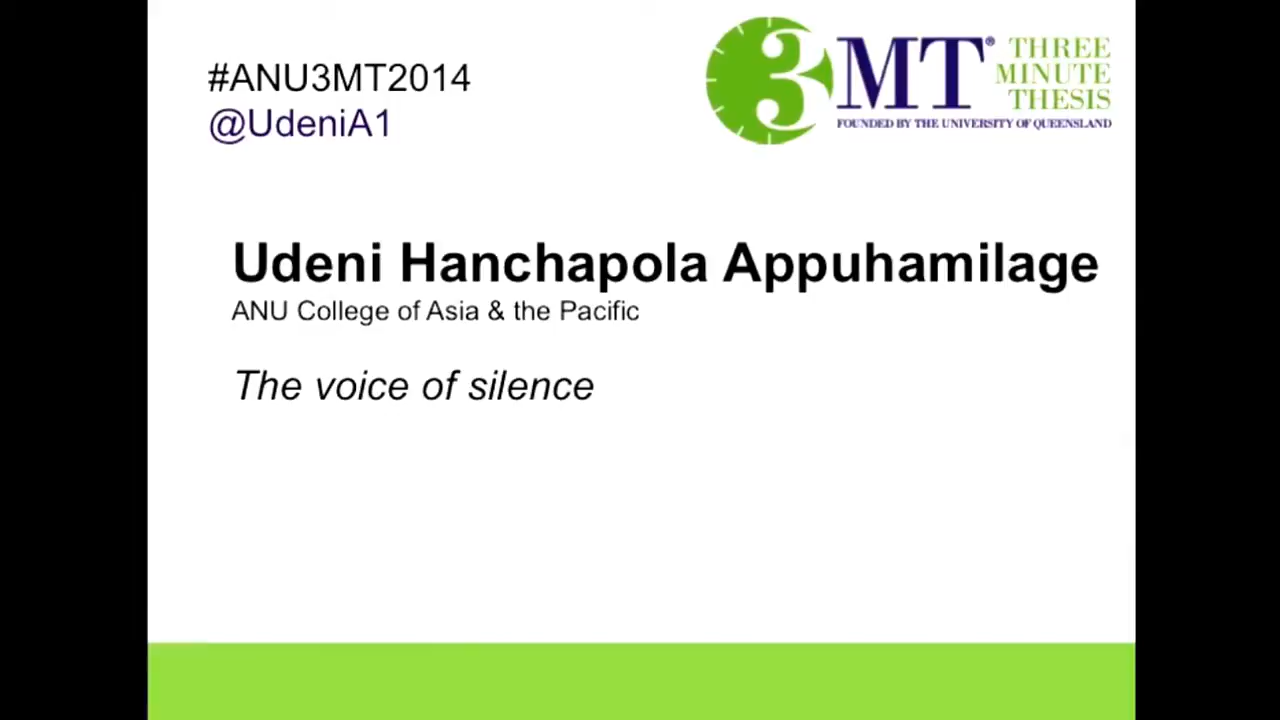 #ANU3MT2014
@UdeniA1
3MT® THREE
MINUTE
THESIS
FOUNDED BY THE UNIVERSITY OF QUEENSLAND
Udeni Hanchapola Appuhamilage
ANU College of Asia & the Pacific
The voice of silence